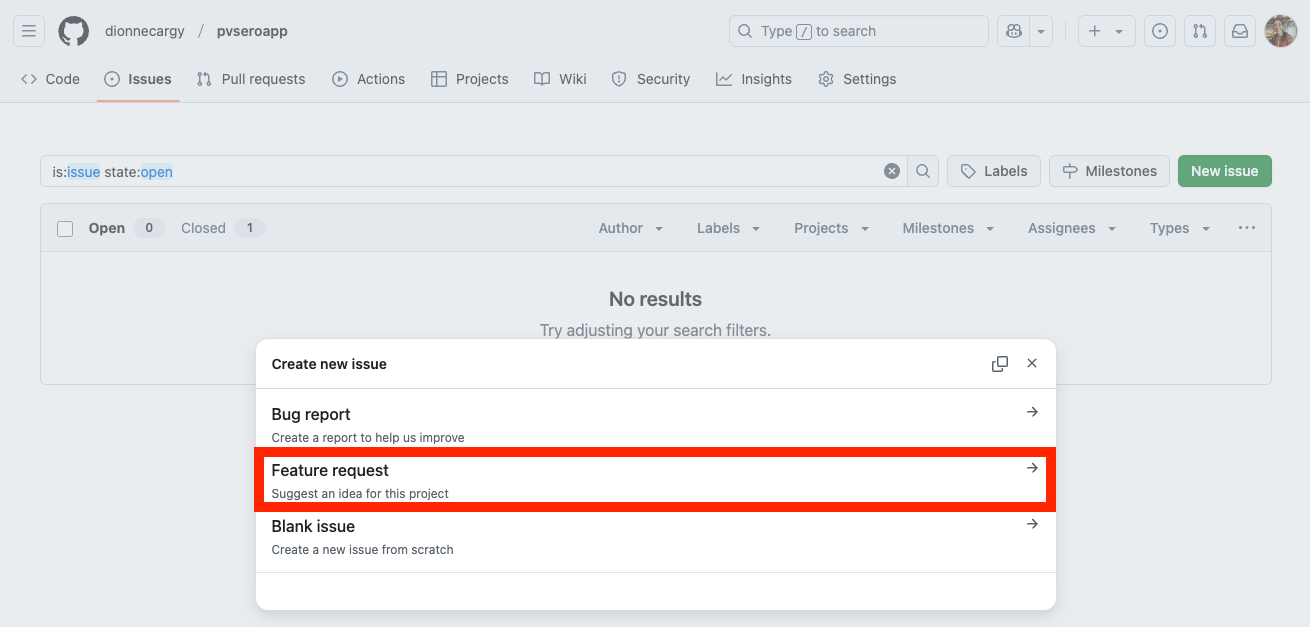 dionnecargy / pvseroapp
Type / to search
Code Issues Pull requests Actions Projects Wiki Security Insights Settings
is:issue state:open
Labels Milestones New issue
Open 0 Closed 1 Author Labels Projects Milestones Assignees Types
No results
Try adjusting your search filters.
Create new issue
Bug report
Create a report to help us improve
Feature request
Suggest an idea for this project
Blank issue
Create a new issue from scratch